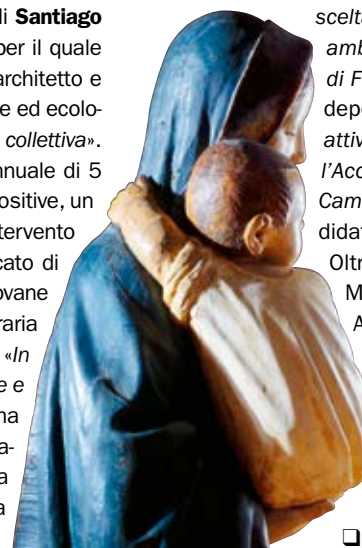 di Santiago
per il quale
architetto e
e ed ecolo-
collettiva».
nnuale di 5
ositive, un
tervento
cato di
ovane
raria
«In
e e
na
a-
a
a
scelt
amb
di F
dep
attiv
l'Acc
Cam
didat
Oltr
M
A
❑